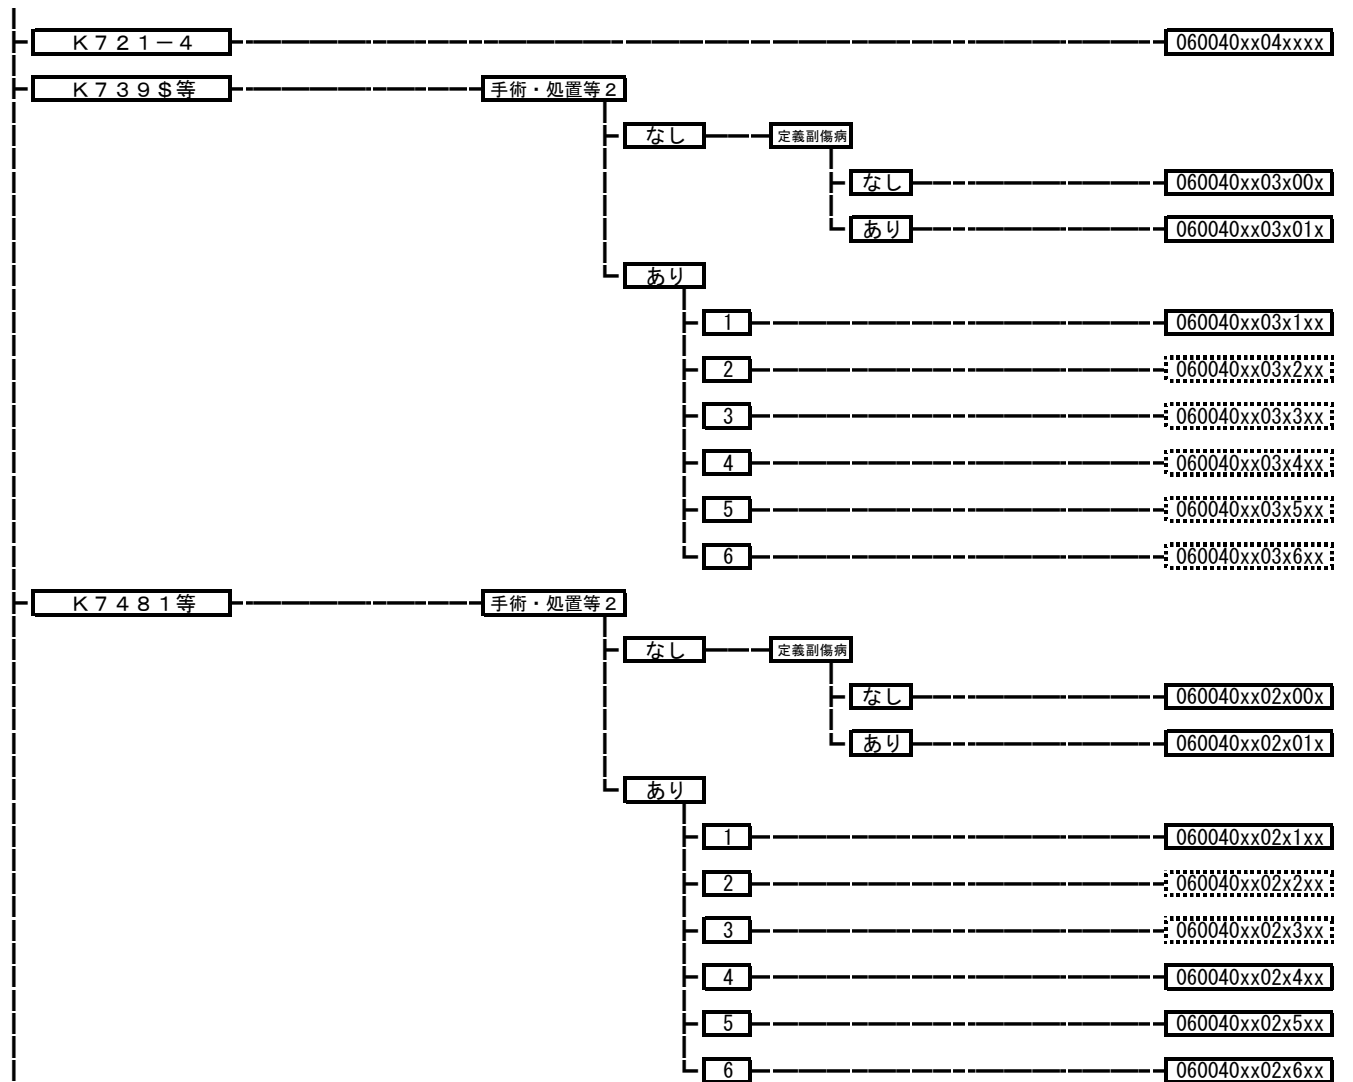 Ｋ７２１－４ 060040xx04xxxx
Ｋ７３９＄等 手術・処置等２
なし 定義副傷病
なし 060040xx03x00x
あり 060040xx03x01x
あり
1 060040xx03x1xx
2 060040xx03x2xx
3 060040xx03x3xx
4 060040xx03x4xx
5 060040xx03x5xx
6 060040xx03x6xx
Ｋ７４８１等 手術・処置等２
なし 定義副傷病
なし 060040xx02x00x
あり 060040xx02x01x
あり
1 060040xx02x1xx
2 060040xx02x2xx
3 060040xx02x3xx
4 060040xx02x4xx
5 060040xx02x5xx
6 060040xx02x6xx